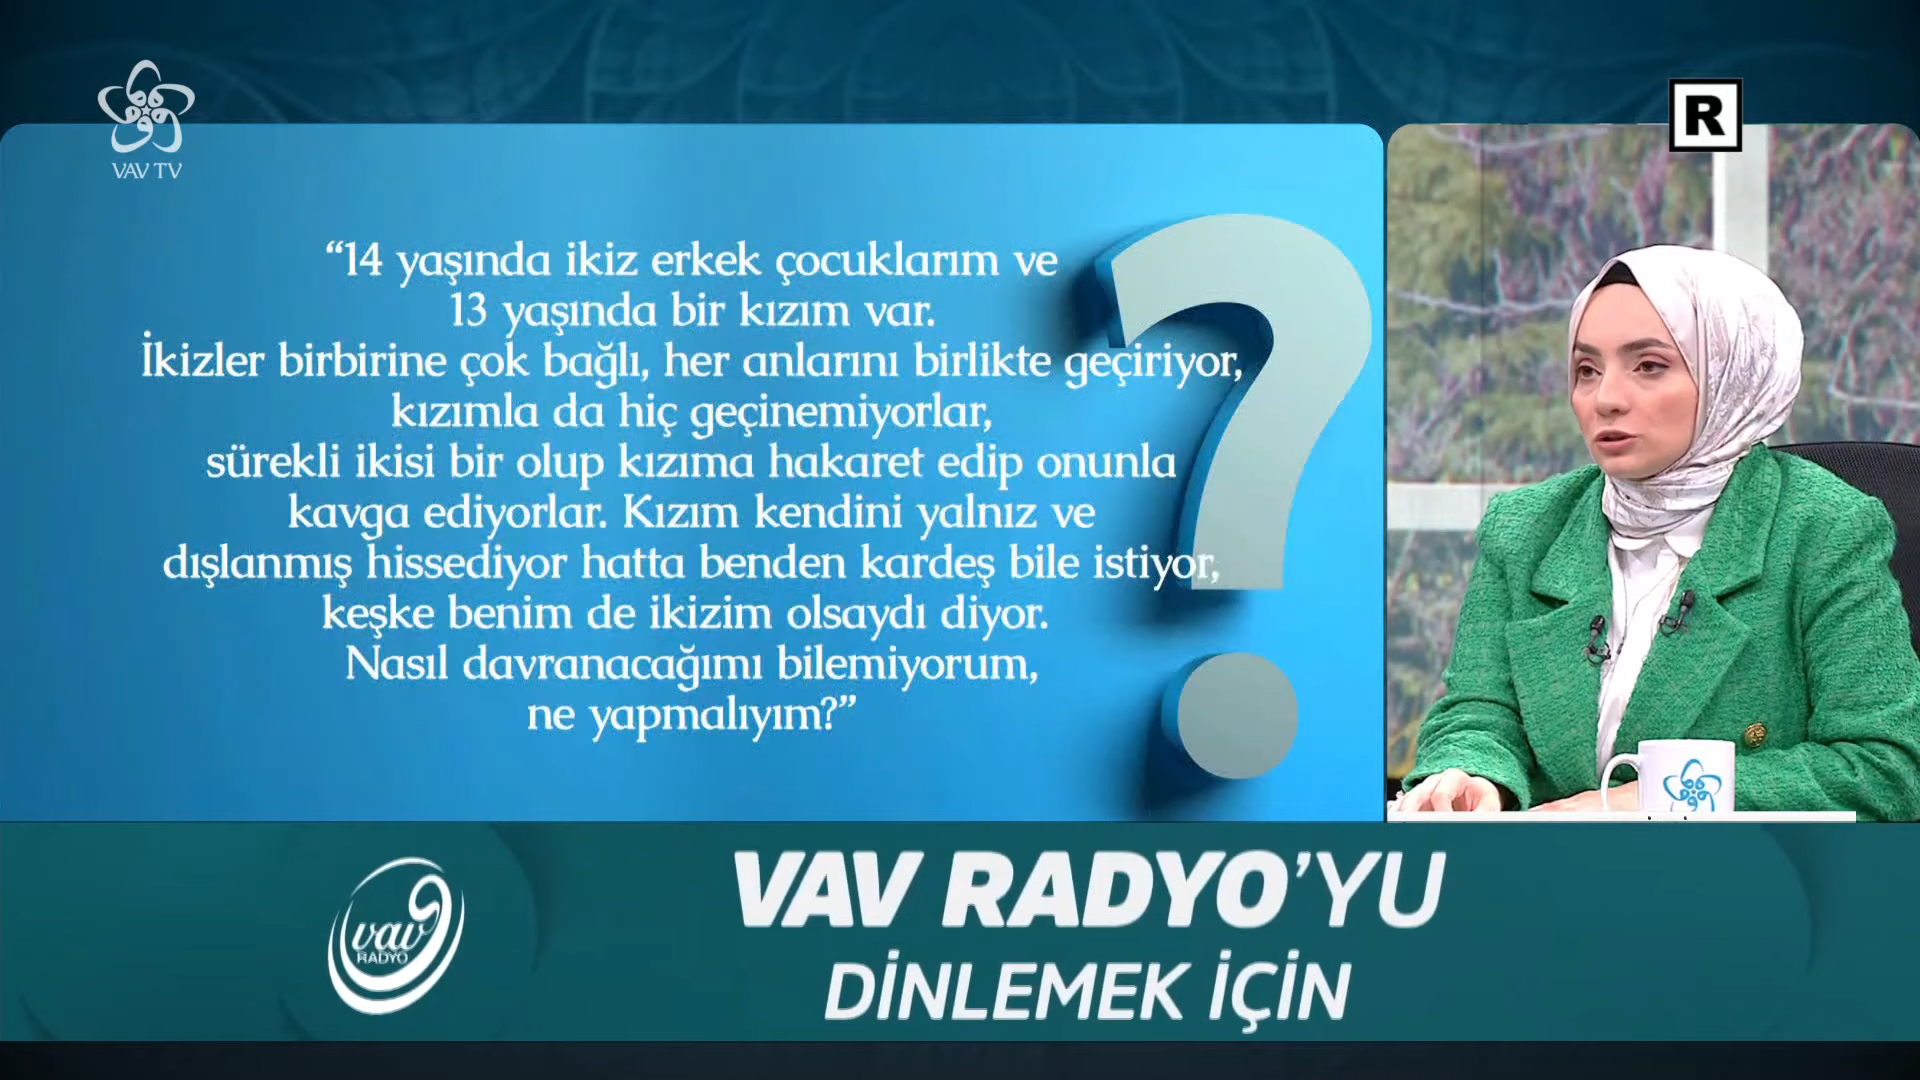 VAV TV
R
“14 yaşında ikiz erkek çocuklarım ve
13 yaşında bir kızım var.
İkizler birbirine çok bağlı, her anlarını birlikte geçiriyor,
kızımla da hiç geçinemiyorlar,
sürekli ikisi bir olup kızıma hakaret edip onunla
kavga ediyorlar. Kızım kendini yalnız ve
dışlanmış hissediyor hatta benden kardeş bile istiyor,
keşke benim de ikizim olsaydı diyor.
Nasıl davranacağımı bilemiyorum,
ne yapmalıyım?”
vav
RADYO
VAV RADYO’YU
DİNLEMEK İÇİN